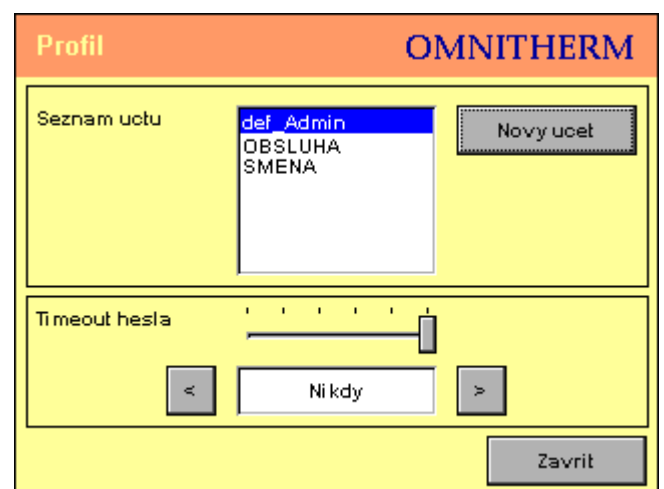 Profil
OMNITHERM
Seznam uctu
def_Admin
OBSLUHA
SMENA
Novy ucet
Timeout hesla
<
Nikdy
>
Zavrit